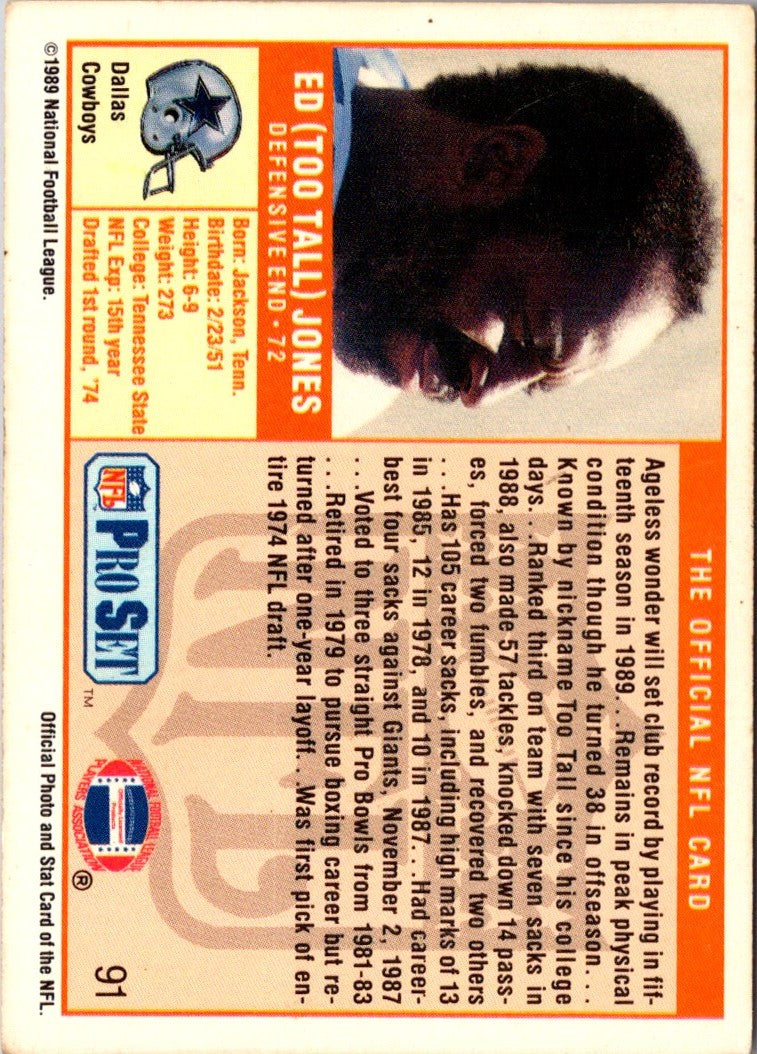 THE OFFICIAL NFL CARD
ED (TOO TALL) JONES
DEFENSIVE END • 72
Dallas
Cowboys
Born: Jackson, Tenn.
Birthdate: 2/23/51
Height: 6-9
Weight: 273
College: Tennessee State
NFL Exp: 15th year
Drafted 1st round, '74
Ageless wonder will set club record by playing in fif-
teenth season in 1989 . . .Remains in peak physical
condition though he turned 38 in offseason. . .
Known by nickname Too Tall since his college
days. . .Ranked third on team with seven sacks in
1988, also made 57 tackles, knocked down 14 pass-
es, forced two fumbles, and recovered two others
. . .Has 105 career sacks, including high marks of 13
in 1985, 12 in 1978, and 10 in 1987. . .Had career-
best four sacks against Giants, November 2, 1987
. . .Voted to three straight Pro Bowls from 1981-83
. . .Retired in 1979 to pursue boxing career but re-
turned after one-year layoff. . .Was first pick of en-
tire 1974 NFL draft.
NFL
PRO SET
TM
NATIONAL FOOTBALL LEAGUE
PLAYERS ASSOCIATION
Officially Licensed
Products
®
91
©1989 National Football League.
Official Photo and Stat Card of the NFL.